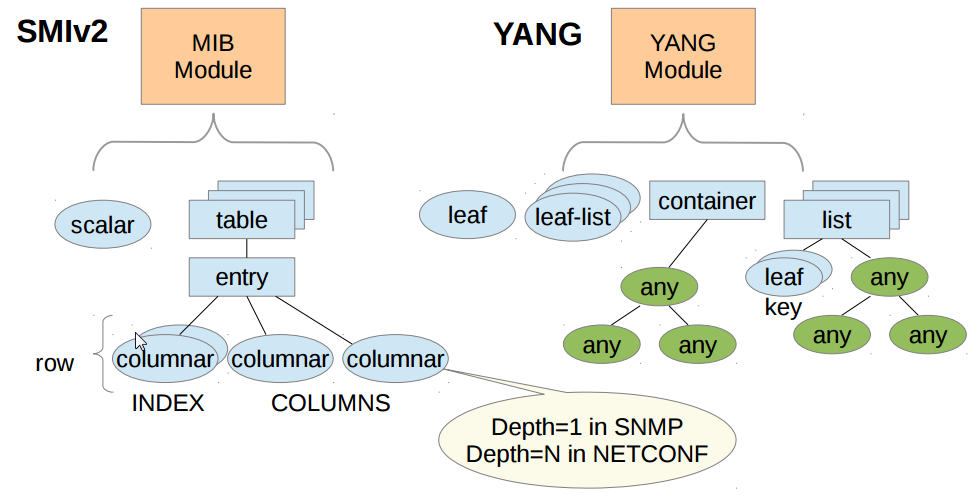 SMIv2
MIB
Module
scalar
table
entry
row
columnar
columnar
columnar
INDEX
COLUMNS
YANG
YANG
Module
leaf
leaf-list
container
list
any
any
any
leaf
key
any
any
any
Depth=1 in SNMP
Depth=N in NETCONF